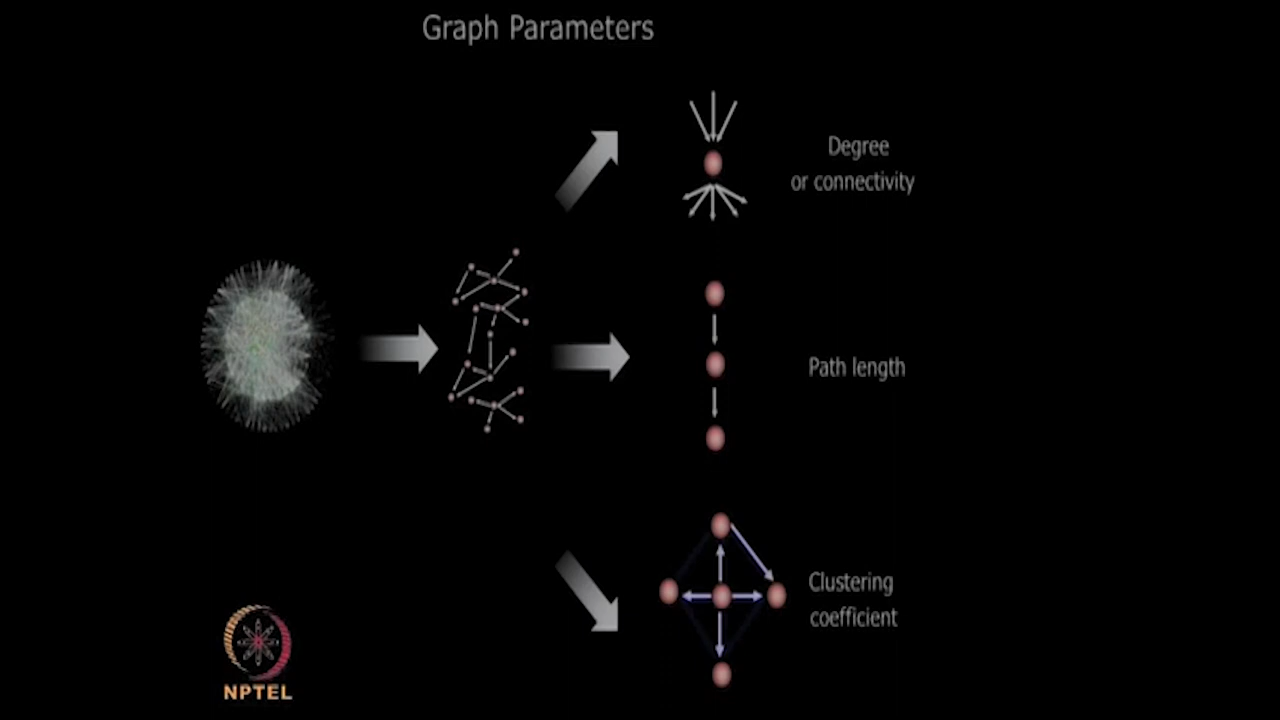 Graph Parameters
Degree
or connectivity
Path length
Clustering
coefficient
NPTEL